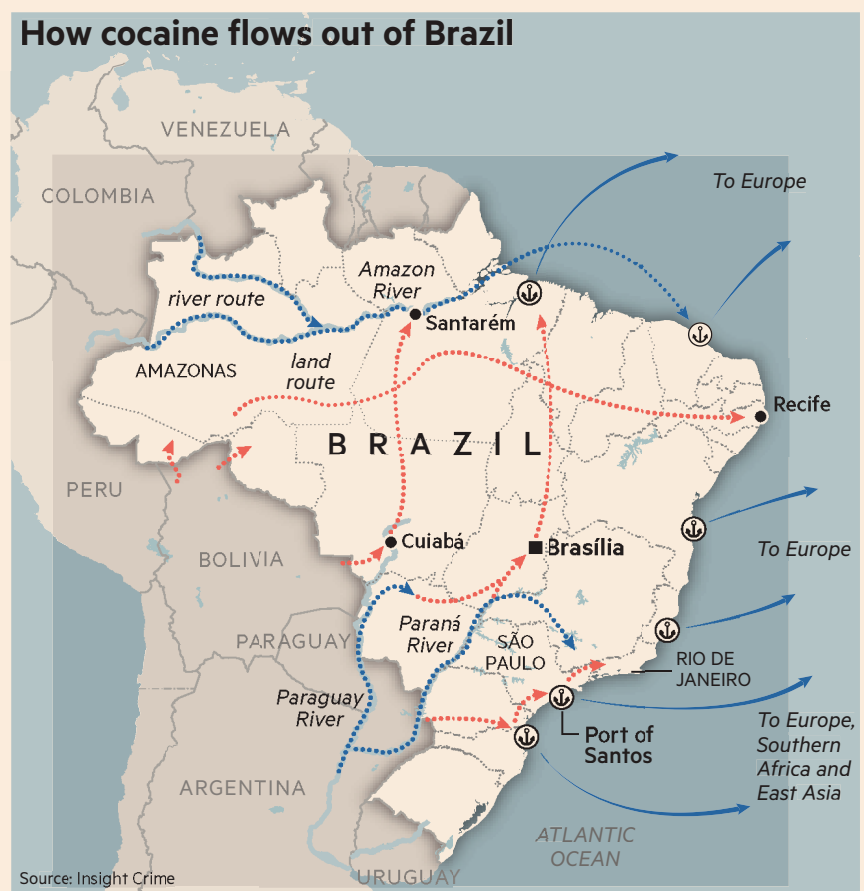 How cocaine flows out of Brazil
VENEZUELA
COLOMBIA
To Europe
Amazon
River
river route
Santarém
land
route
AMAZONAS
Recife
BRAZIL
PERU
Cuiabá
Brasília
To Europe
BOLIVIA
Paraná
River
SÃO
PAULO
PARAGUAY
RIO DE
JANEIRO
Paraguay
River
Port of
Santos
To Europe,
Southern
Africa and
East Asia
ARGENTINA
ATLANTIC
OCEAN
URUGUAY
Source: Insight Crime